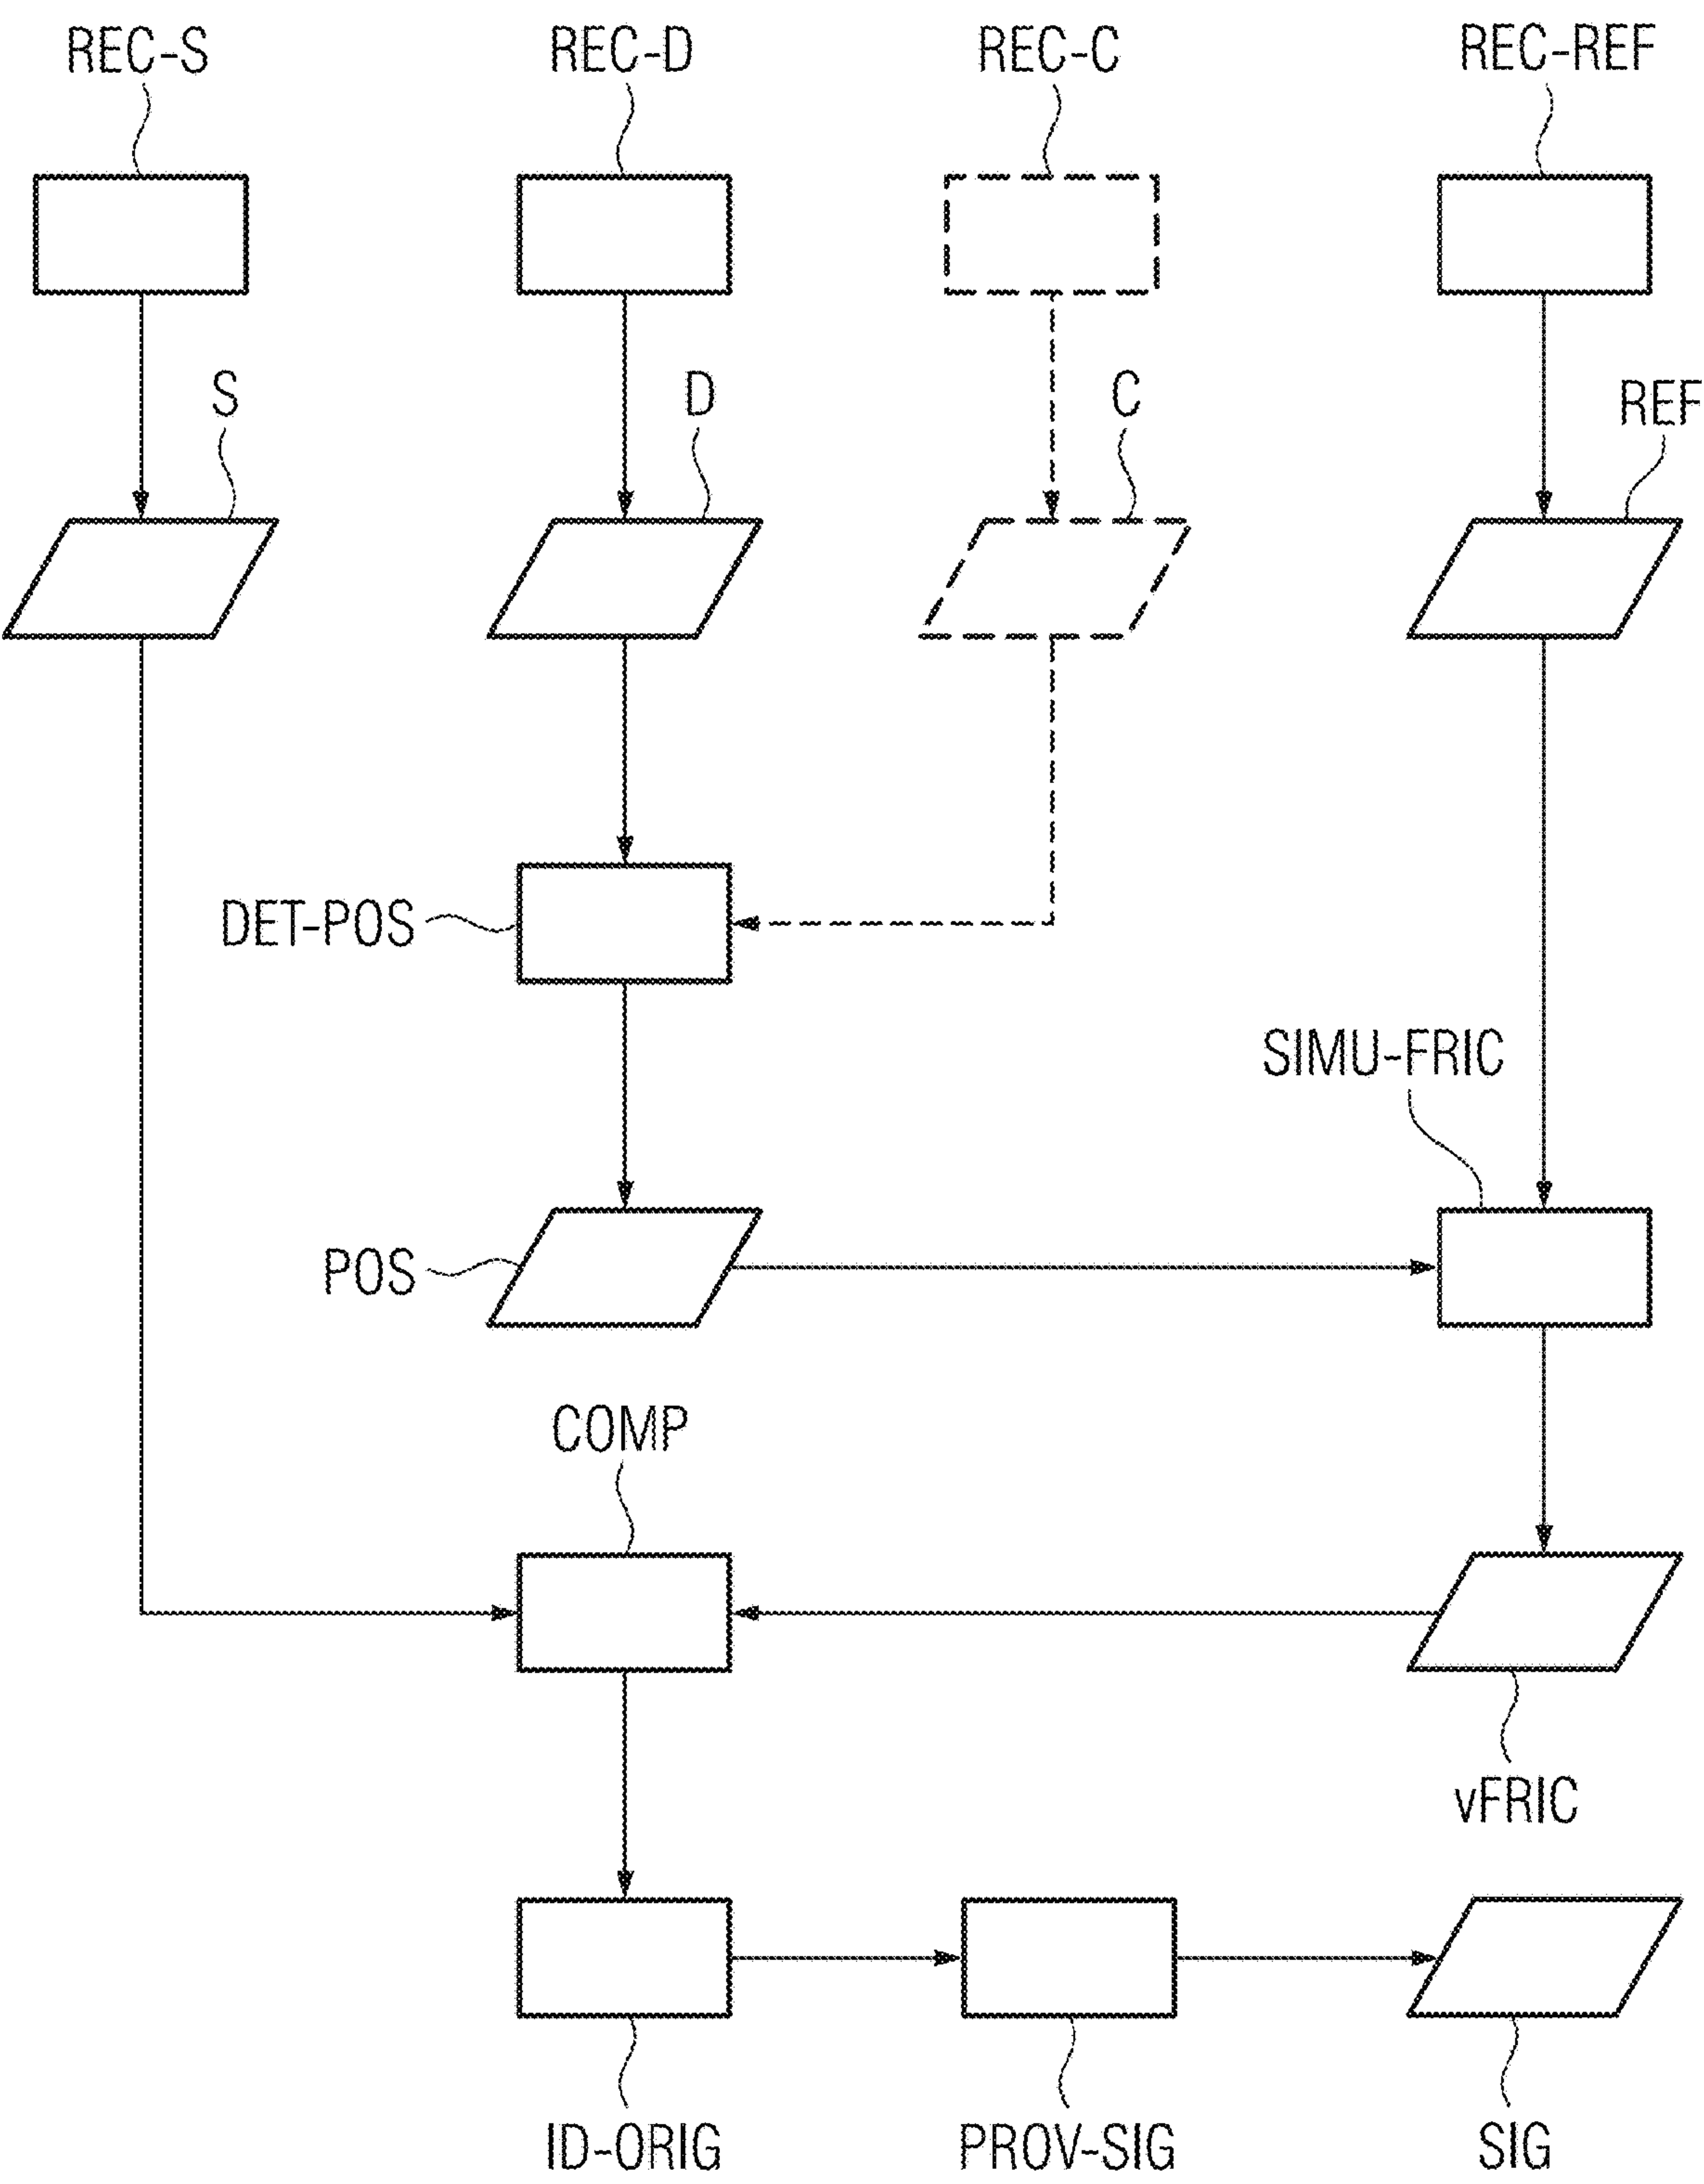 REC-S
REC-D
REC-C
REC-REF
S
D
C
REF
DET-POS
SIMU-FRIC
POS
COMP
vFRIC
ID-ORIG
PROV-SIG
SIG